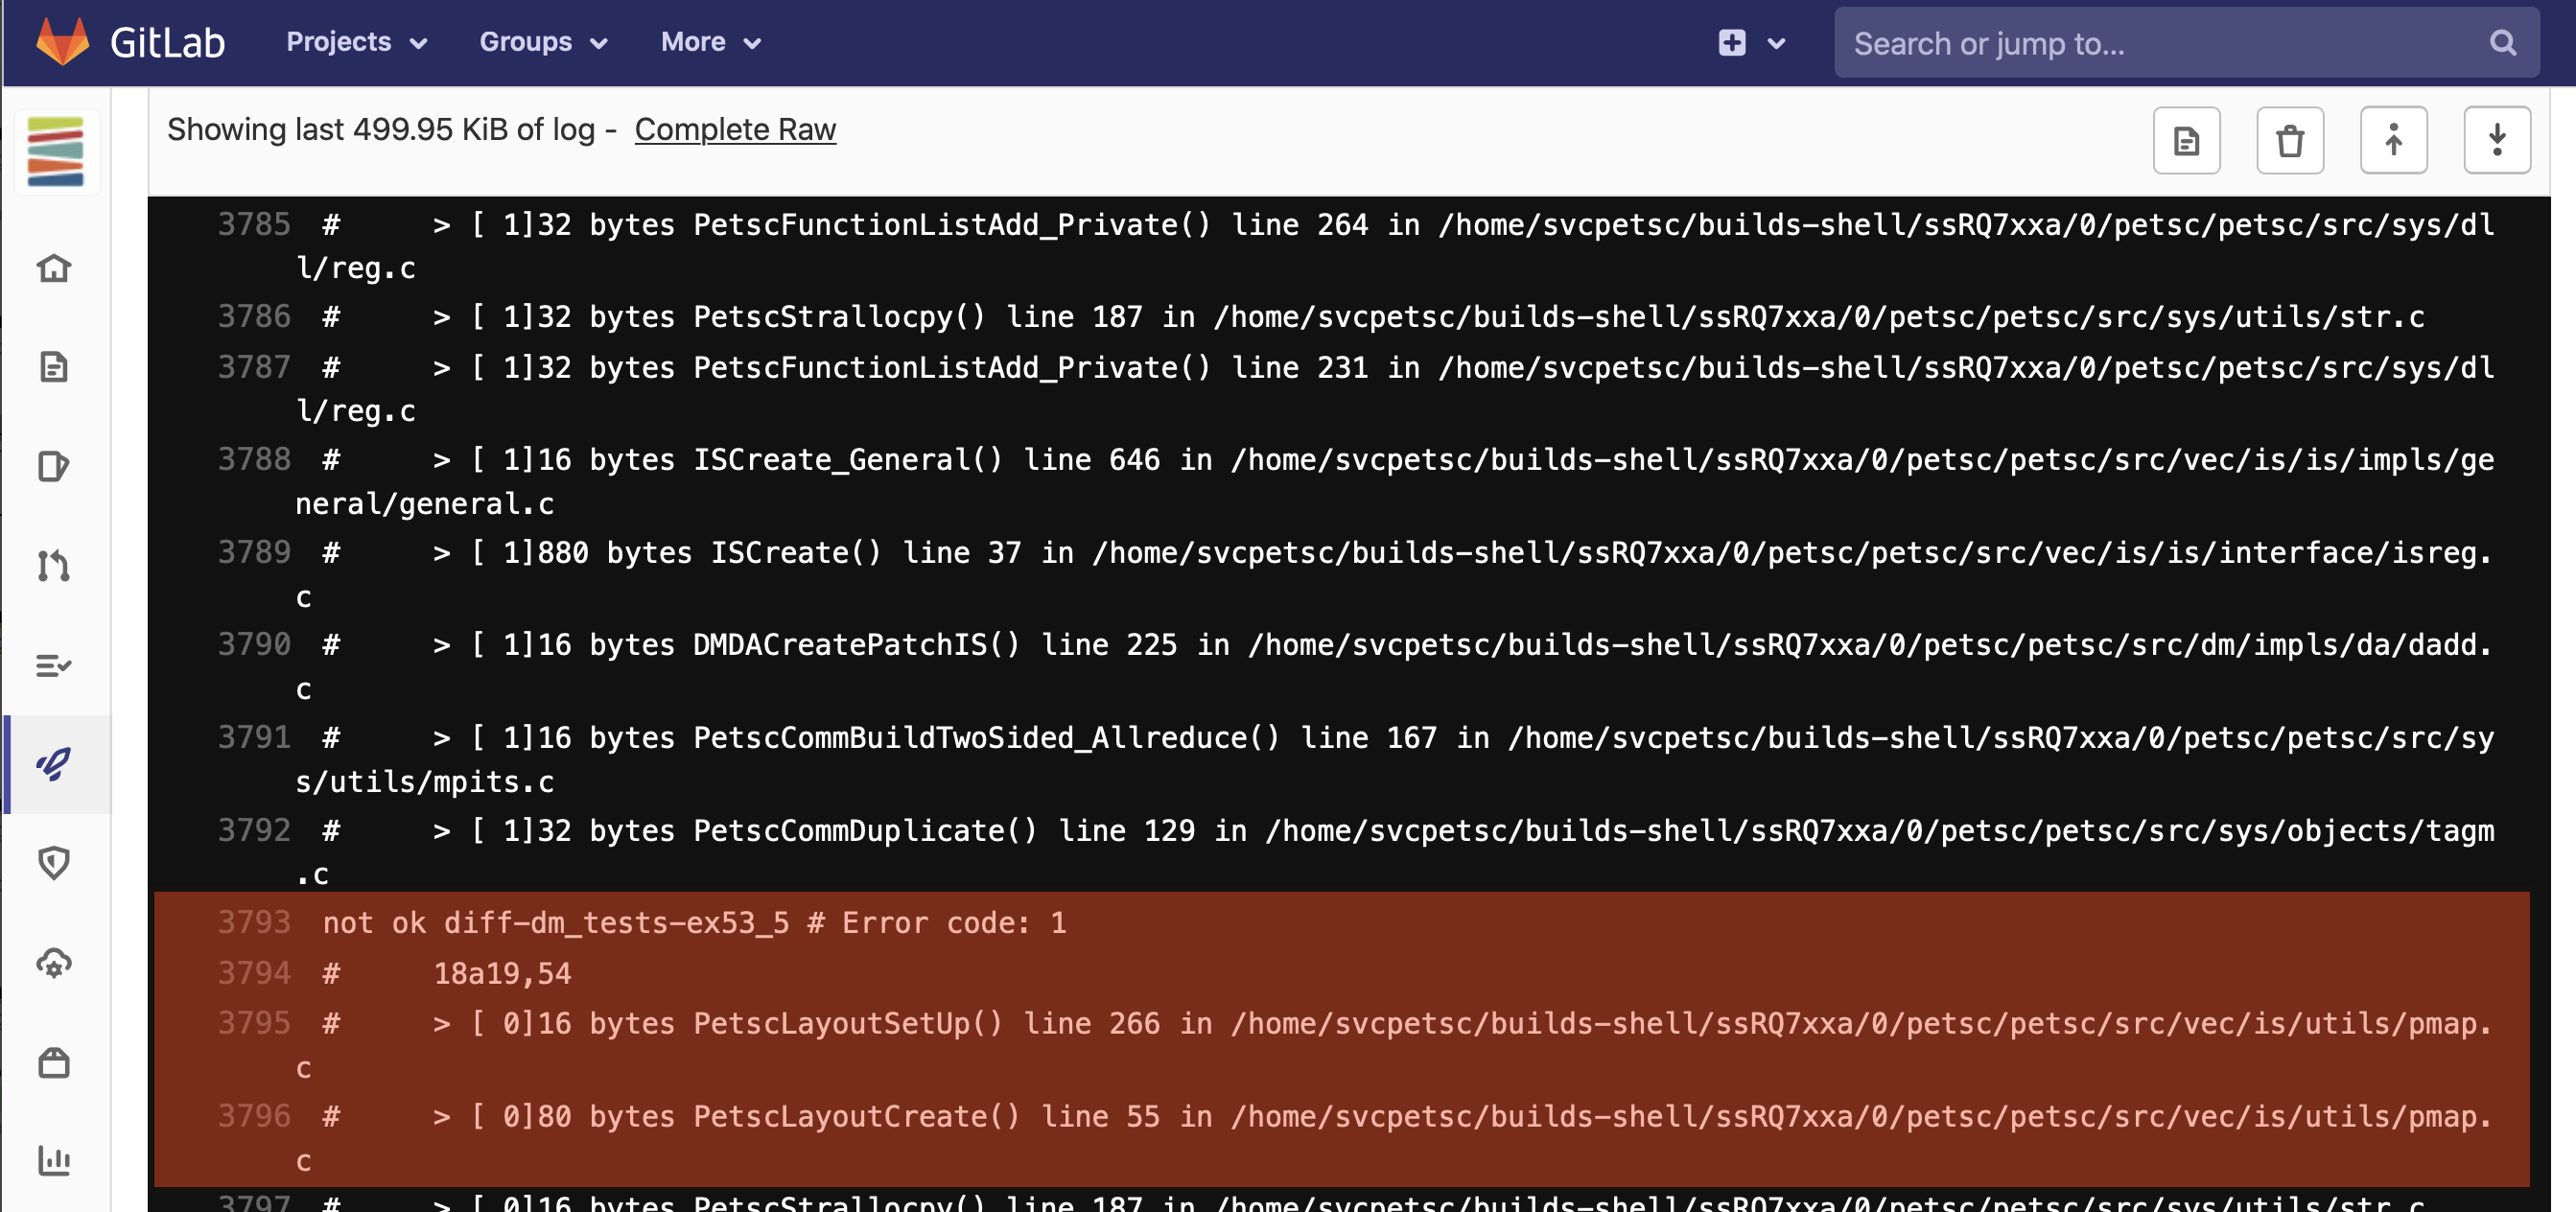 GitLab Projects Groups More Search or jump to...
Showing last 499.95 KiB of log - Complete Raw
3785 # > [ 1]32 bytes PetscFunctionListAdd_Private() line 264 in /home/svcpetsc/builds-shell/ssRQ7xxa/0/petsc/petsc/src/sys/dl
l/reg.c
3786 # > [ 1]32 bytes PetscStrallocpy() line 187 in /home/svcpetsc/builds-shell/ssRQ7xxa/0/petsc/petsc/src/sys/utils/str.c
3787 # > [ 1]32 bytes PetscFunctionListAdd_Private() line 231 in /home/svcpetsc/builds-shell/ssRQ7xxa/0/petsc/petsc/src/sys/dl
l/reg.c
3788 # > [ 1]16 bytes ISCreate_General() line 646 in /home/svcpetsc/builds-shell/ssRQ7xxa/0/petsc/petsc/src/vec/is/is/impls/ge
neral/general.c
3789 # > [ 1]880 bytes ISCreate() line 37 in /home/svcpetsc/builds-shell/ssRQ7xxa/0/petsc/petsc/src/vec/is/is/interface/isreg.
c
3790 # > [ 1]16 bytes DMDACreatePatchIS() line 225 in /home/svcpetsc/builds-shell/ssRQ7xxa/0/petsc/petsc/src/dm/impls/da/dadd.
c
3791 # > [ 1]16 bytes PetscCommBuildTwoSided_Allreduce() line 167 in /home/svcpetsc/builds-shell/ssRQ7xxa/0/petsc/petsc/src/sy
s/utils/mpits.c
3792 # > [ 1]32 bytes PetscCommDuplicate() line 129 in /home/svcpetsc/builds-shell/ssRQ7xxa/0/petsc/petsc/src/sys/objects/tagm
.c
3793 not ok diff-dm_tests-ex53_5 # Error code: 1
3794 # 18a19,54
3795 # > [ 0]16 bytes PetscLayoutSetUp() line 266 in /home/svcpetsc/builds-shell/ssRQ7xxa/0/petsc/petsc/src/vec/is/utils/pmap.
c
3796 # > [ 0]80 bytes PetscLayoutCreate() line 55 in /home/svcpetsc/builds-shell/ssRQ7xxa/0/petsc/petsc/src/vec/is/utils/pmap.
c
3797 # > [ 0]16 bytes PetscStrallocpy() line 187 in /home/svcpetsc/builds-shell/ssRQ7xxa/0/petsc/petsc/src/sys/utils/str.c